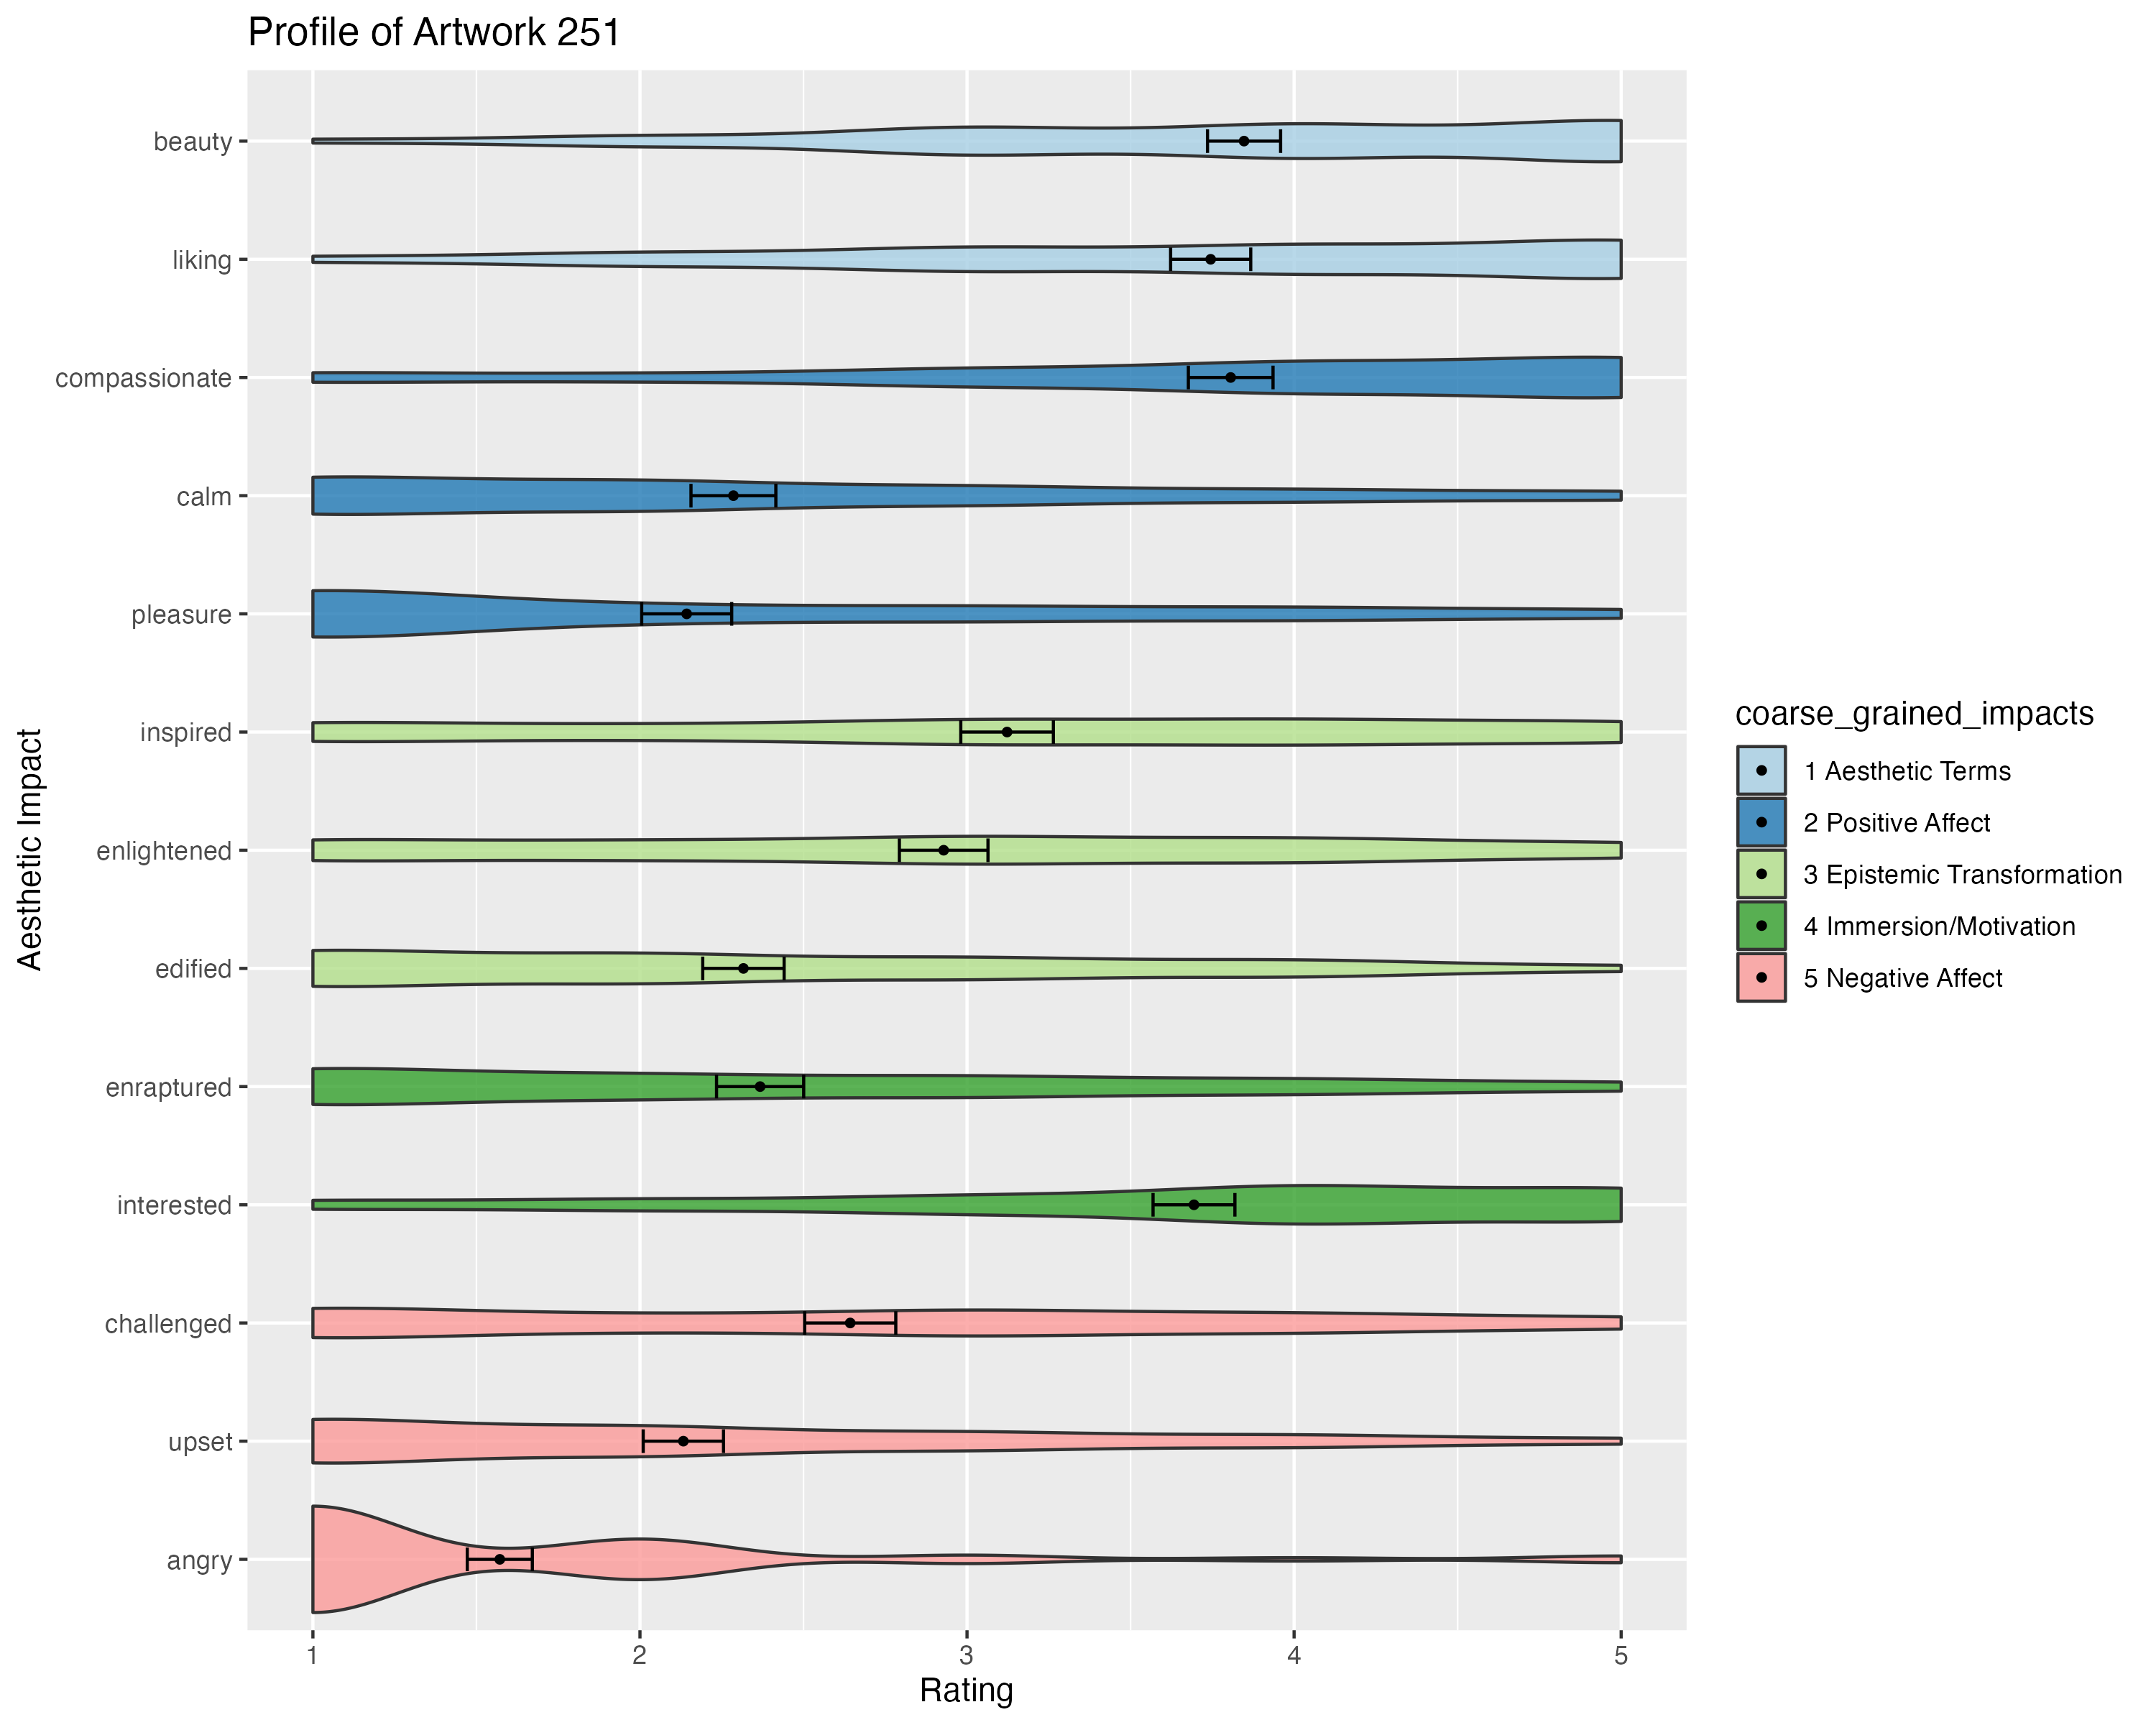 Profile of Artwork 251
beauty
liking
compassionate
calm
pleasure
inspired
enlightened
edified
enraptured
interested
challenged
upset
angry
Aesthetic Impact
1 2 3 4 5
Rating
coarse_grained_impacts
1 Aesthetic Terms
2 Positive Affect
3 Epistemic Transformation
4 Immersion/Motivation
5 Negative Affect